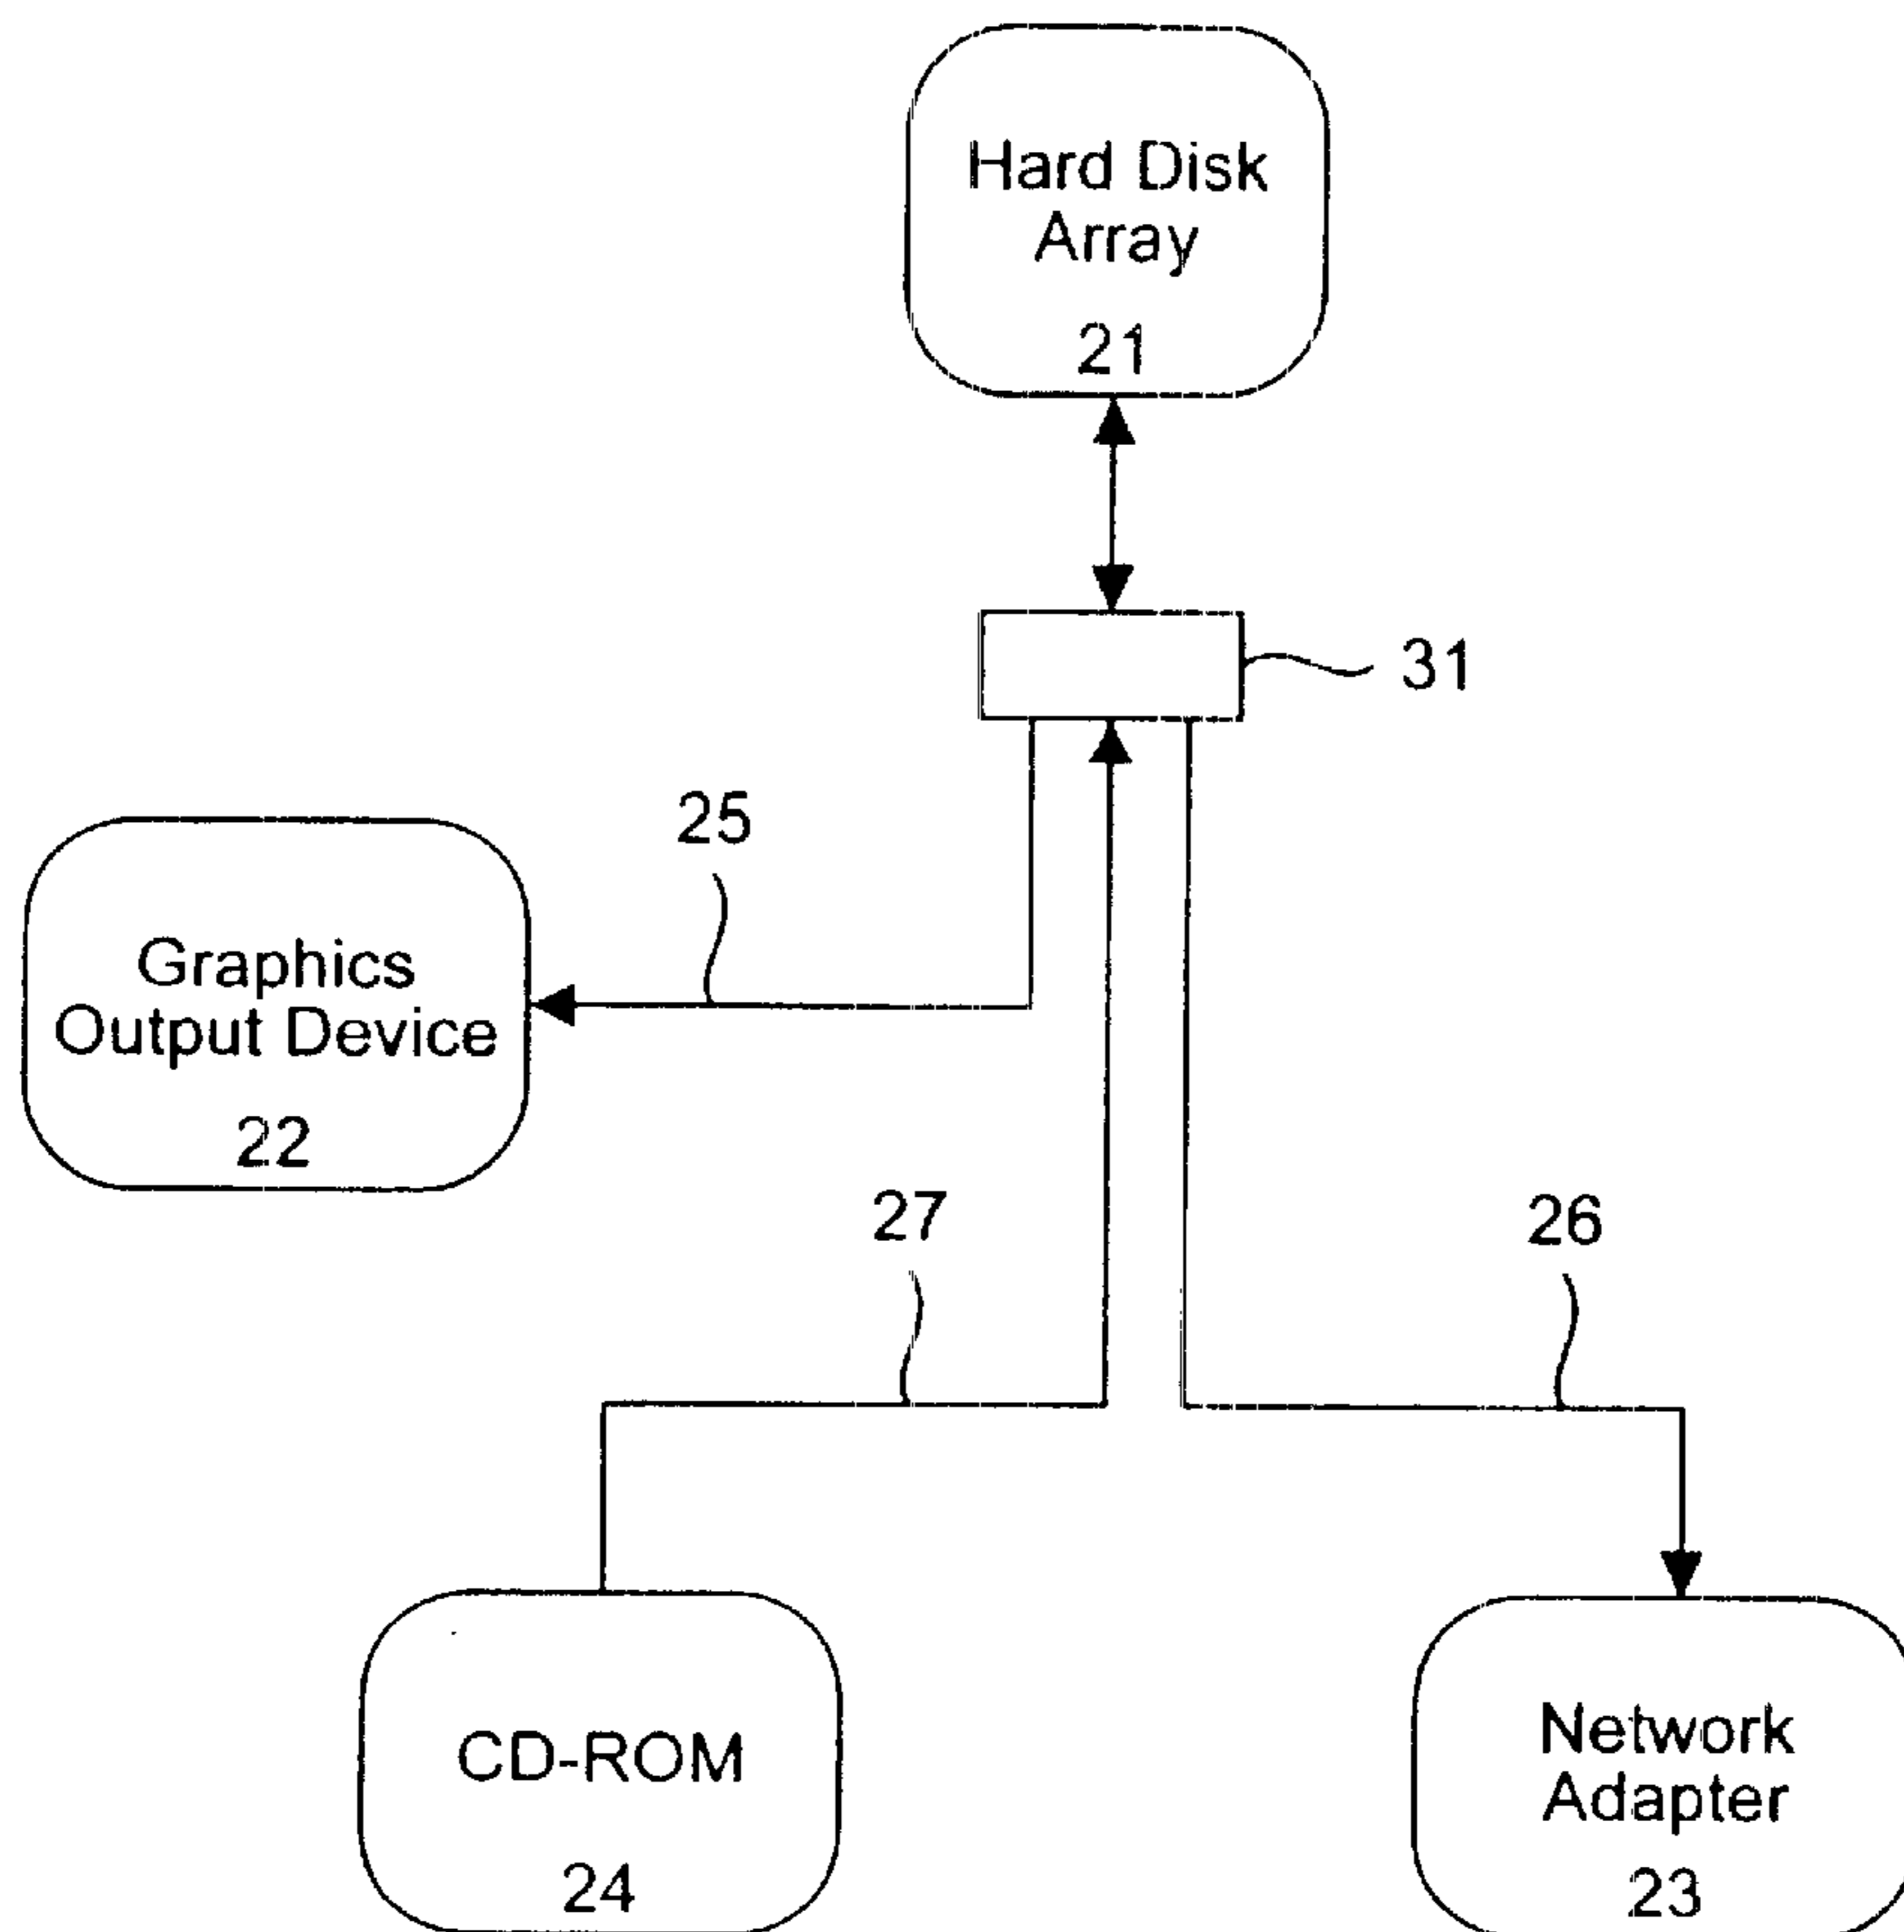 Hard Disk
Array
21
31
25
Graphics
Output Device
22
27
26
CD-ROM
24
Network
Adapter
23